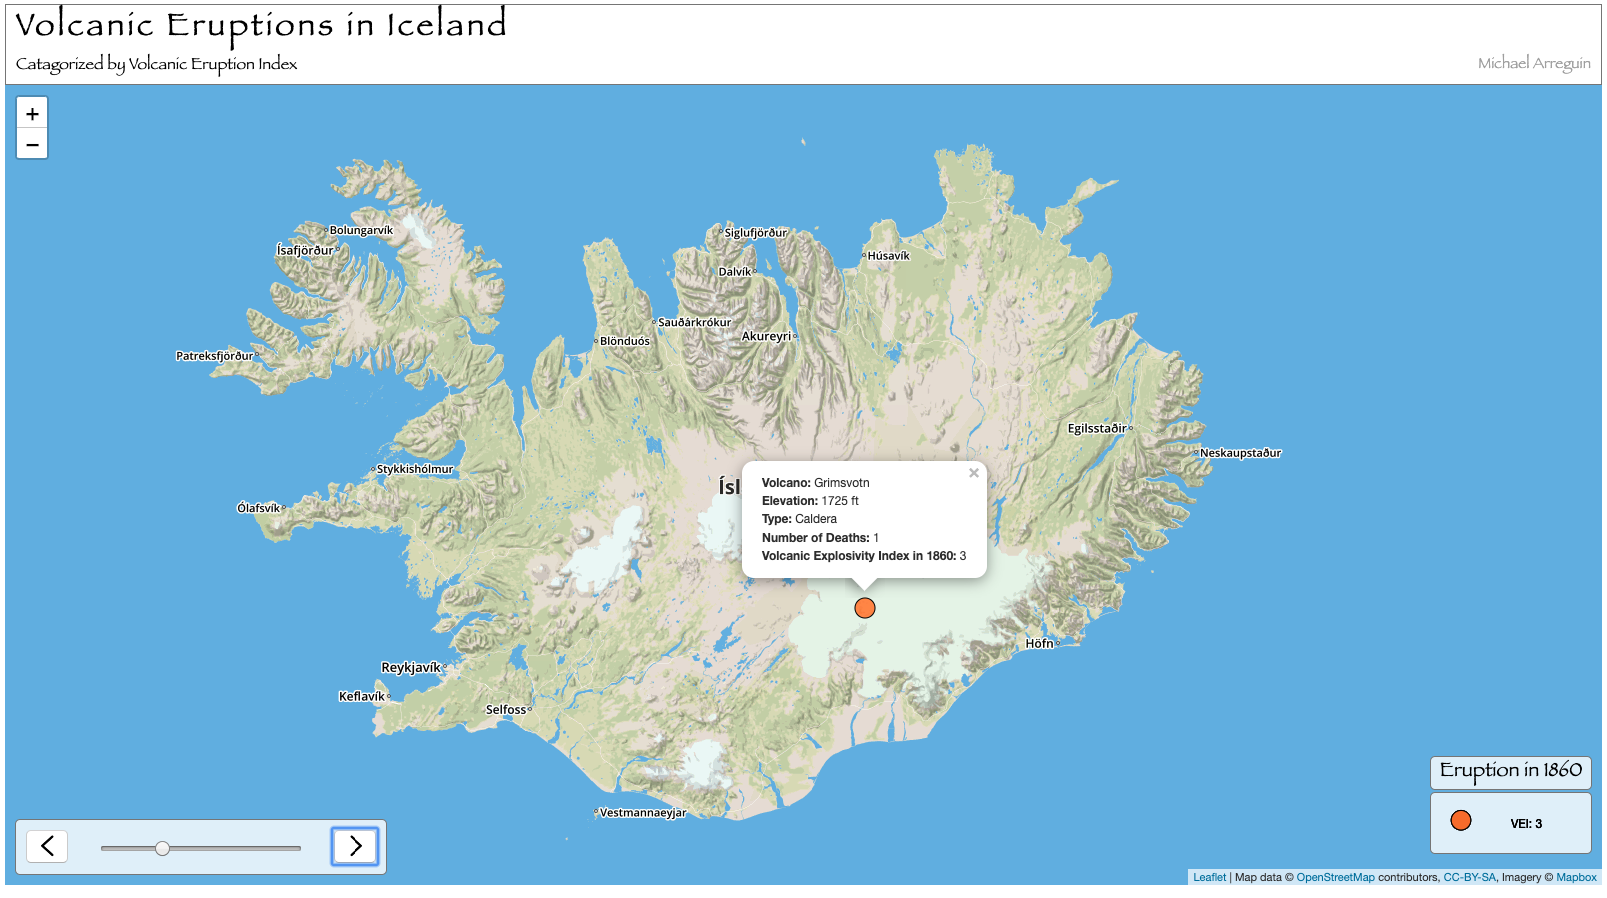 Volcanic Eruptions in Iceland
Catagorized by Volcanic Eruption Index
Michael Arreguin
+
−
Bolungarvík
Ísafjörður
Siglufjörður
Dalvík
Húsavík
Sauðárkrókur
Akureyri
Blönduós
Patreksfjörður
Egilsstaðir
Neskaupstaður
Stykkishólmur
Ólafsvík
Ísl
×
Volcano: Grimsvotn
Elevation: 1725 ft
Type: Caldera
Number of Deaths: 1
Volcanic Explosivity Index in 1860: 3
Höfn
Reykjavík
Keflavík
Selfoss
Vestmannaeyjar
Eruption in 1860
VEI: 3
Leaflet | Map data © OpenStreetMap contributors, CC-BY-SA, Imagery © Mapbox